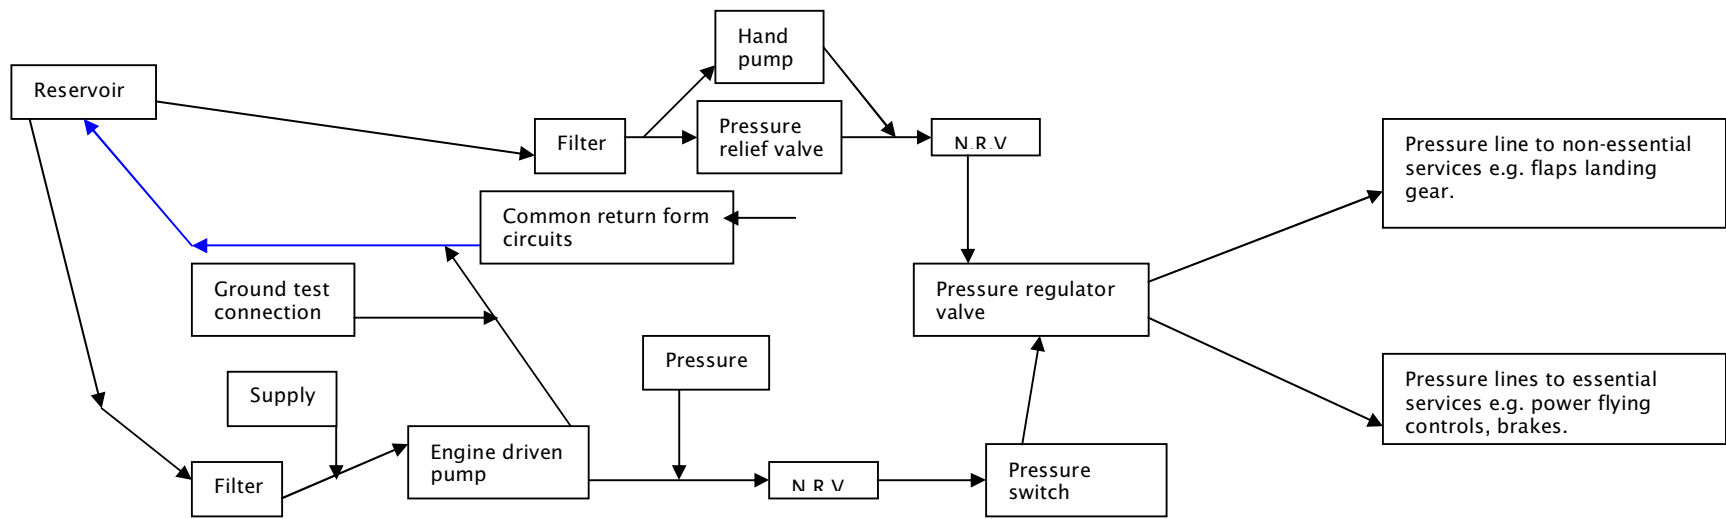 Hand
pump
Reservoir
Filter
Pressure
relief valve
N.R.V
Pressure line to non-essential
services e.g. flaps landing
gear.
Common return form
circuits
Ground test
connection
Pressure regulator
valve
Pressure
Supply
Pressure lines to essential
services e.g. power flying
controls, brakes.
Engine driven
pump
Filter
N.R.V
Pressure
switch